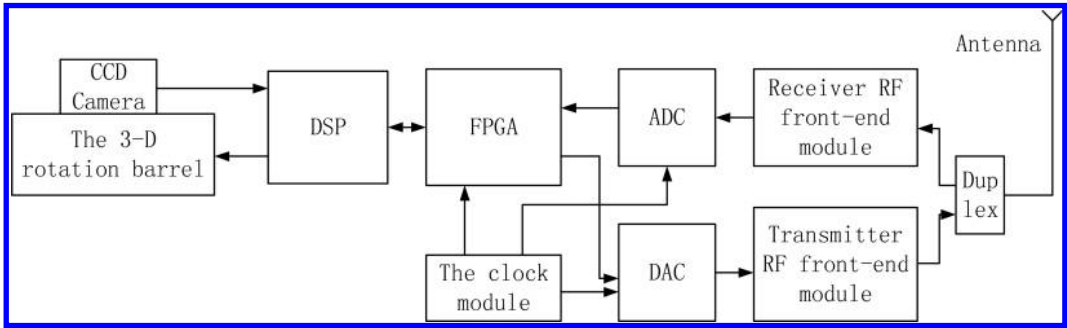 CCD
Camera
The 3-D
rotation barrel
DSP
FPGA
ADC
Receiver RF
front-end
module
Antenna
Dup
lex
The clock
module
DAC
Transmitter
RF front-end
module